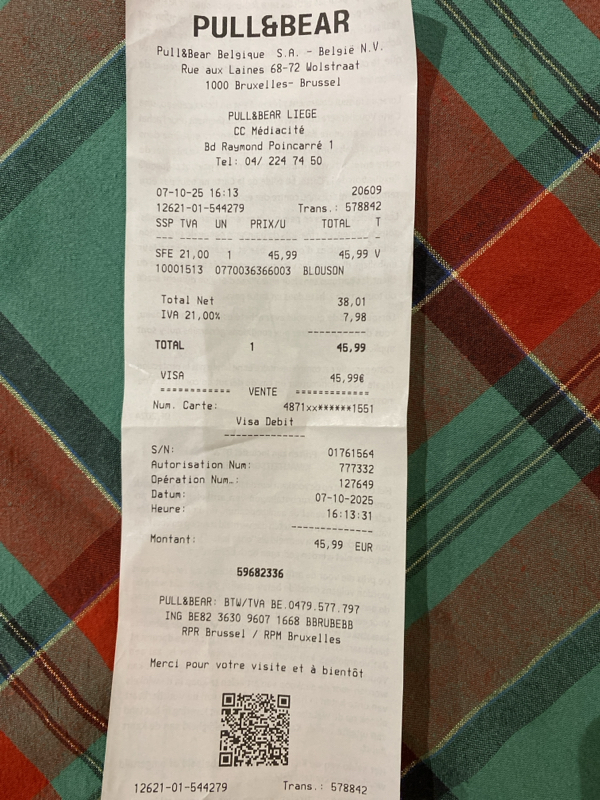 PULL&BEAR
Pull&Bear Belgique S.A. - België N.V.
Rue aux Laines 68-72 Wolstraat
1000 Bruxelles- Brussel
PULL&BEAR LIEGE
CC Médiacité
Bd Raymond Poincarré 1
Tel: 04/ 224 74 50
07-10-25 16:13 20609
12621-01-544279 Trans.: 578842
SSP TVA UN PRIX/U TOTAL T
--- ----- --- ---------- ----------- -
SFE 21,00 1 45,99 45,99 V
10001513 0770036366003 BLOUSON
Total Net 38,01
IVA 21,00% 7,98
----------
TOTAL 1 45,99
VISA 45,99€
============ VENTE =============
Num. Carte: 4871xx******1551
Visa Debit
--------------
S/N: 01761564
Autorisation Num: 777332
Opération Num.: 127649
Datum: 07-10-2025
Heure: 16:13:31
--------------
Montant: 45,99 EUR
59682336
PULL&BEAR: BTW/TVA BE.0479.577.797
ING BE82 3630 9607 1668 BBRUBEBB
RPR Brussel / RPM Bruxelles
Merci pour votre visite et à bientôt
12621-01-544279 Trans.: 578842